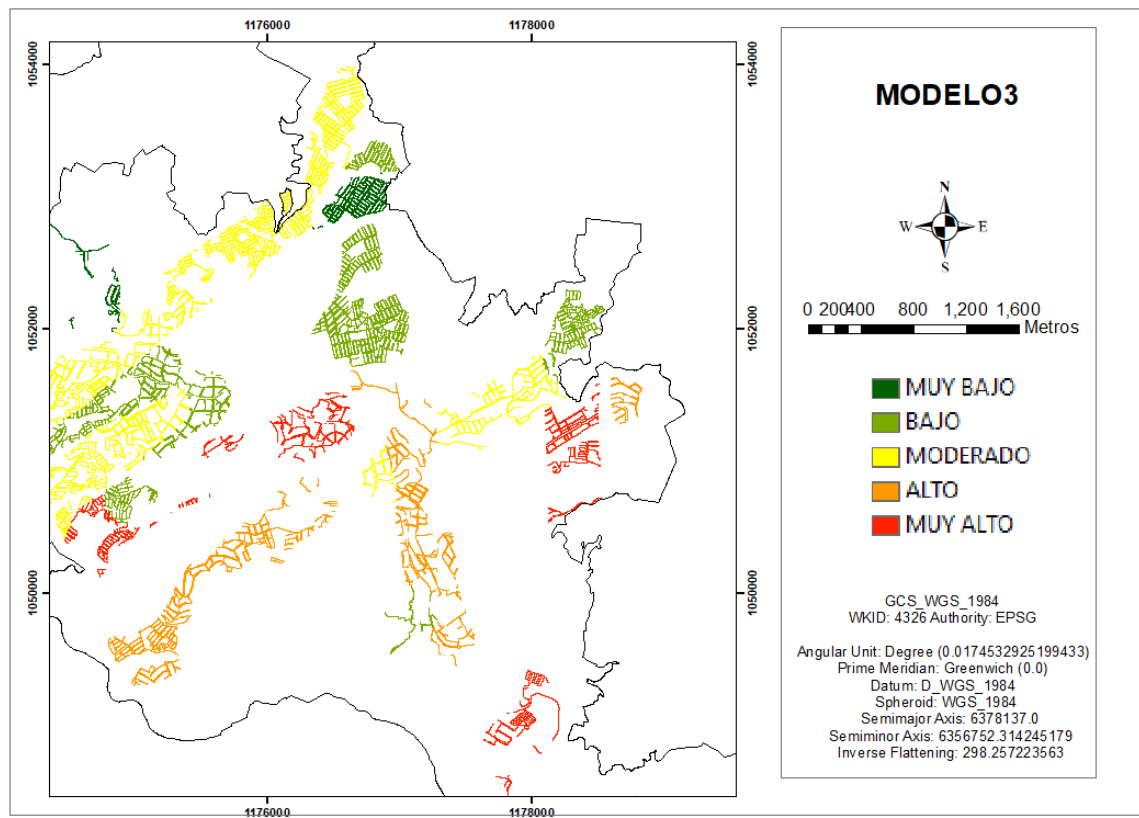 1176000
1178000
1054000
1054000
1052000
1052000
1050000
1050000
1176000
1178000
MODELO3
N
W
E
S
0 200400 800 1,200 1,600
Metros
MUY BAJO
BAJO
MODERADO
ALTO
MUY ALTO
GCS_WGS_1984
WKID: 4326 Authority: EPSG
Angular Unit: Degree (0.0174532925199433)
Prime Meridian: Greenwich (0.0)
Datum: D_WGS_1984
Spheroid: WGS_1984
Semimajor Axis: 6378137.0
Semiminor Axis: 6356752.314245179
Inverse Flattening: 298.257223563